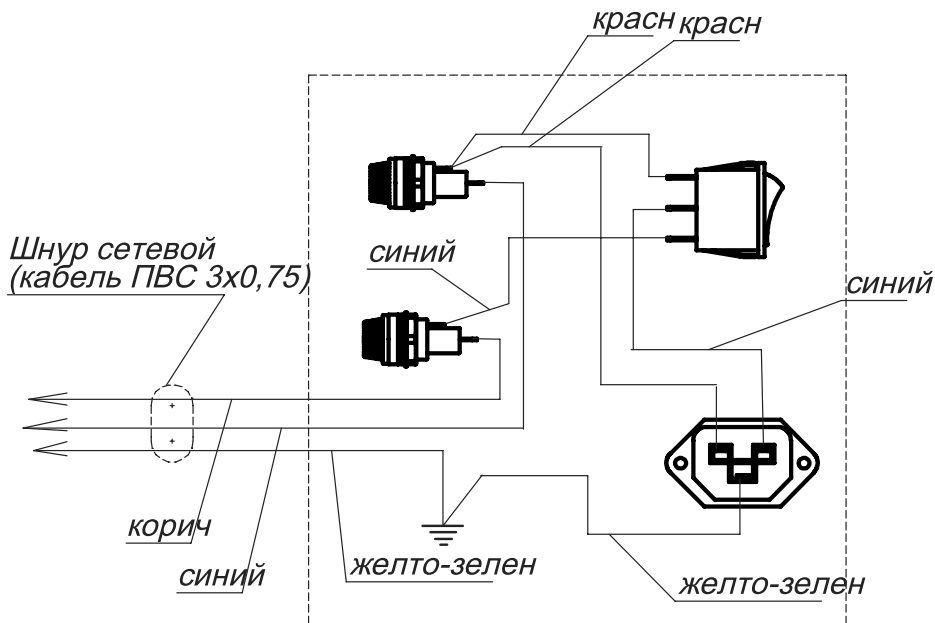 красн
красн
Шнур сетевой
(кабель ПВС 3х0,75)
синий
синий
корич
синий
желто-зелен
желто-зелен